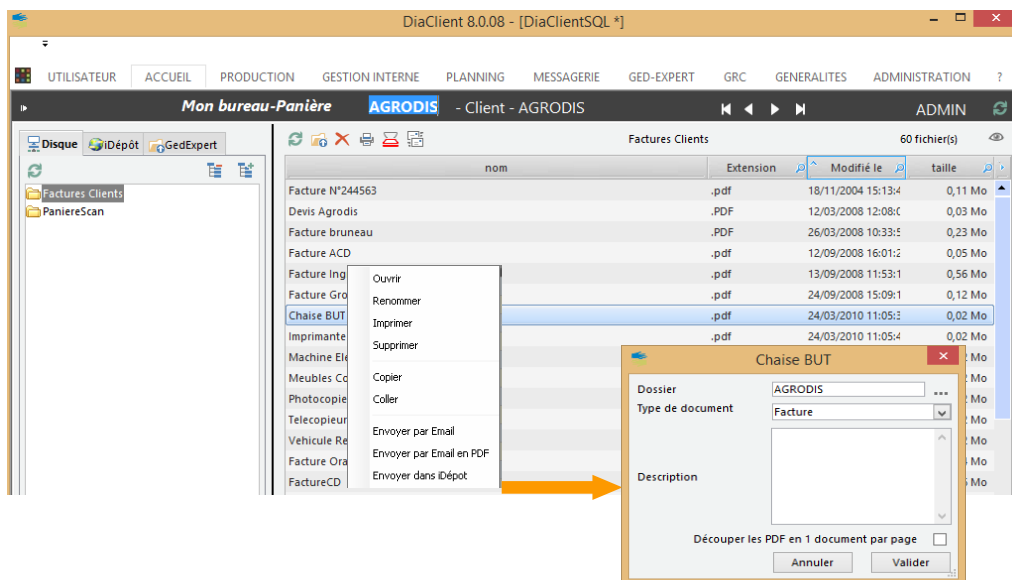 DiaClient 8.0.08 - [DiaClientSQL *]
UTILISATEUR ACCUEIL PRODUCTION GESTION INTERNE PLANNING MESSAGERIE GED-EXPERT GRC GENERALITES ADMINISTRATION ?
Mon bureau-Panière AGRODIS - Client - AGRODIS ADMIN
Disque iDépôt GedExpert
Factures Clients 60 fichier(s)
nom Extension Modifié le taille
Factures Clients
PaniereScan
Facture N°244563 .pdf 18/11/2004 15:13:4 0,11 Mo
Devis Agrodis .PDF 12/03/2008 12:08:0 0,03 Mo
Facture bruneau .PDF 26/03/2008 10:33:5 0,23 Mo
Facture ACD .pdf 12/09/2008 16:01:2 0,05 Mo
Facture Ing .pdf 13/09/2008 11:53:1 0,56 Mo
Facture Gro .pdf 24/09/2008 15:09:1 0,12 Mo
Chaise BUT .pdf 24/03/2010 11:05:3 0,02 Mo
Imprimante .pdf 24/03/2010 11:05:4 0,02 Mo
Machine Ele Mo
Meubles Co Mo
Photocopie Mo
Telecopieur Mo
Vehicule Re Mo
Facture Ora Mo
FactureCD Mo
Ouvrir
Renommer
Imprimer
Supprimer
Copier
Coller
Envoyer par Email
Envoyer par Email en PDF
Envoyer dans iDépot
Chaise BUT
Dossier AGRODIS ...
Type de document Facture
Description
Découper les PDF en 1 document par page
Annuler Valider